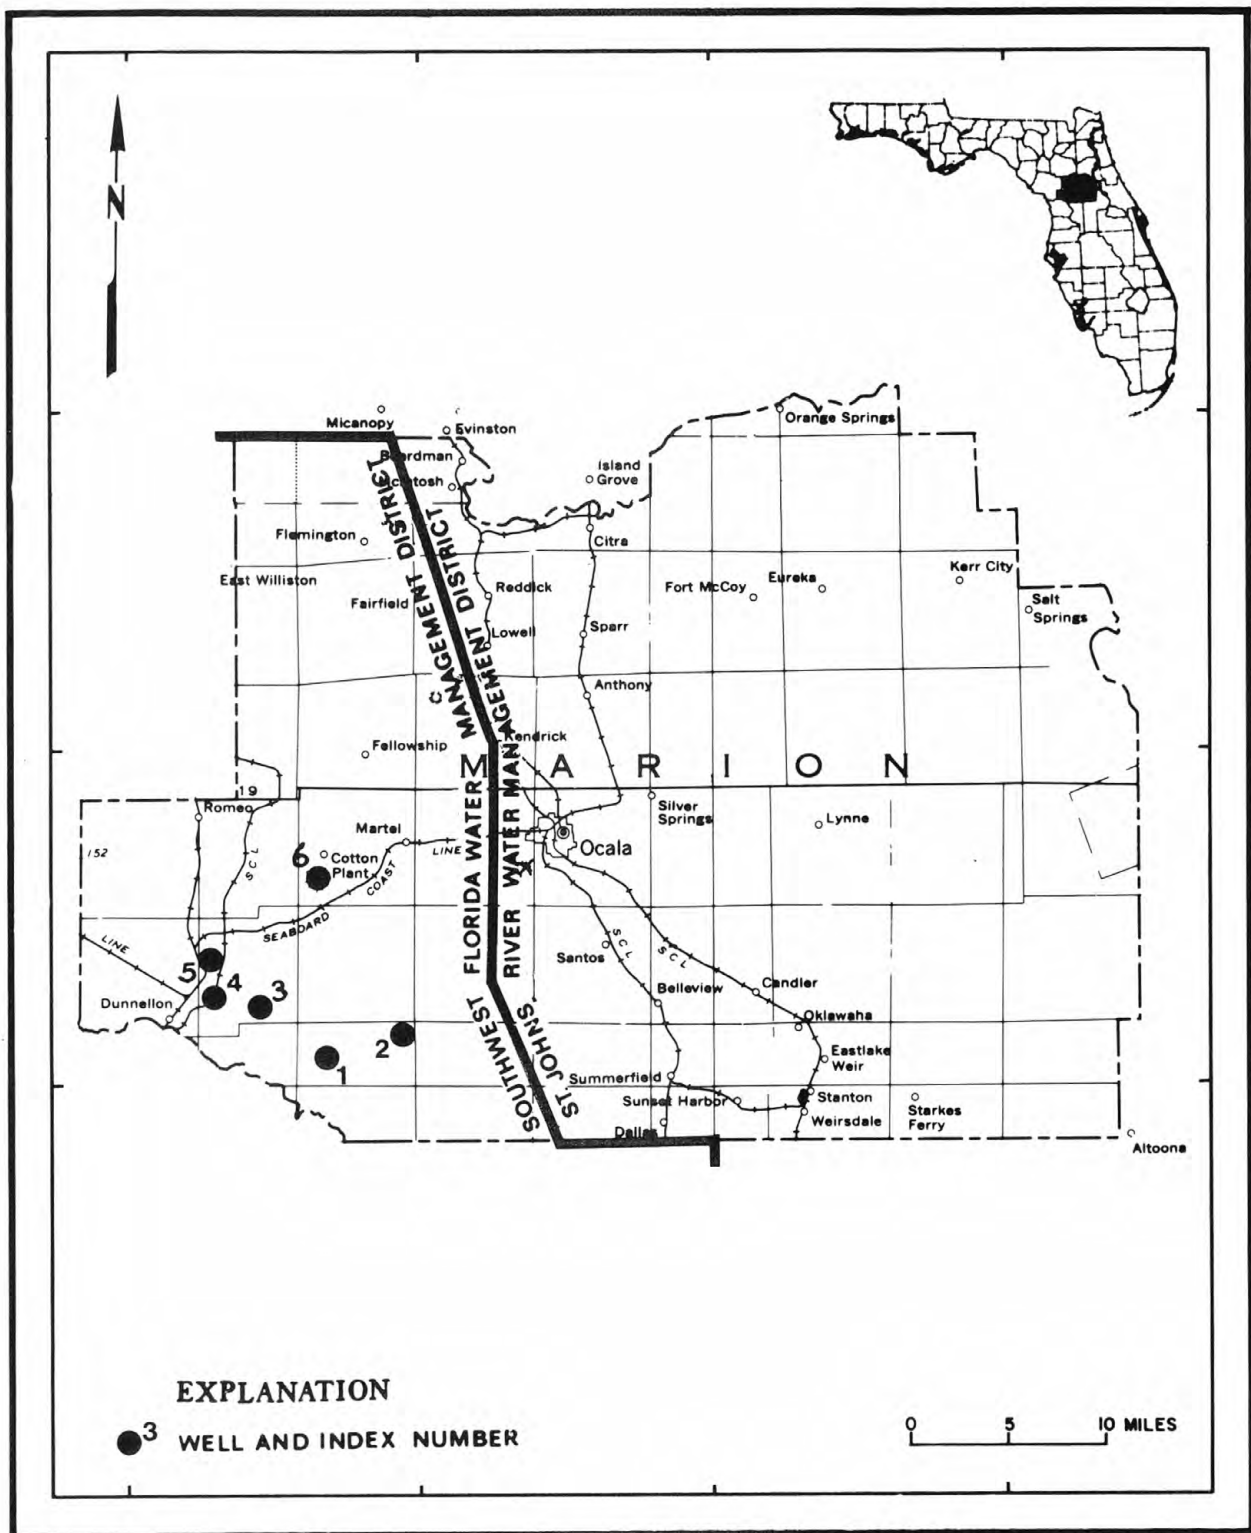 N
Micanopy
Evinston
Boardman
McIntosh
Orange Springs
Island
Grove
Citra
Flemington
East Williston
Fairfield
Reddick
Lowell
Sparr
Fort McCoy
Eureka
Kerr City
Salt
Springs
Anthony
Fellowship
Kendrick
MARION
19
Romeo
Martel
Silver
Springs
Lynne
Ocala
152
SCL
6
Cotton
Plant
SEABOARD
COAST
LINE
LINE
5
4
3
Dunnellon
2
1
Santos
SCL
SCL
Belleview
Candler
Oklawaha
Eastlake
Weir
Summerfield
Sunset Harbor
Stanton
Weirsdale
Starkes
Ferry
Dallas
Altoona
SOUTHWEST FLORIDA WATER MANAGEMENT DISTRICT
ST JOHNS RIVER WATER MANAGEMENT DISTRICT
EXPLANATION
3 WELL AND INDEX NUMBER
0 5 10 MILES